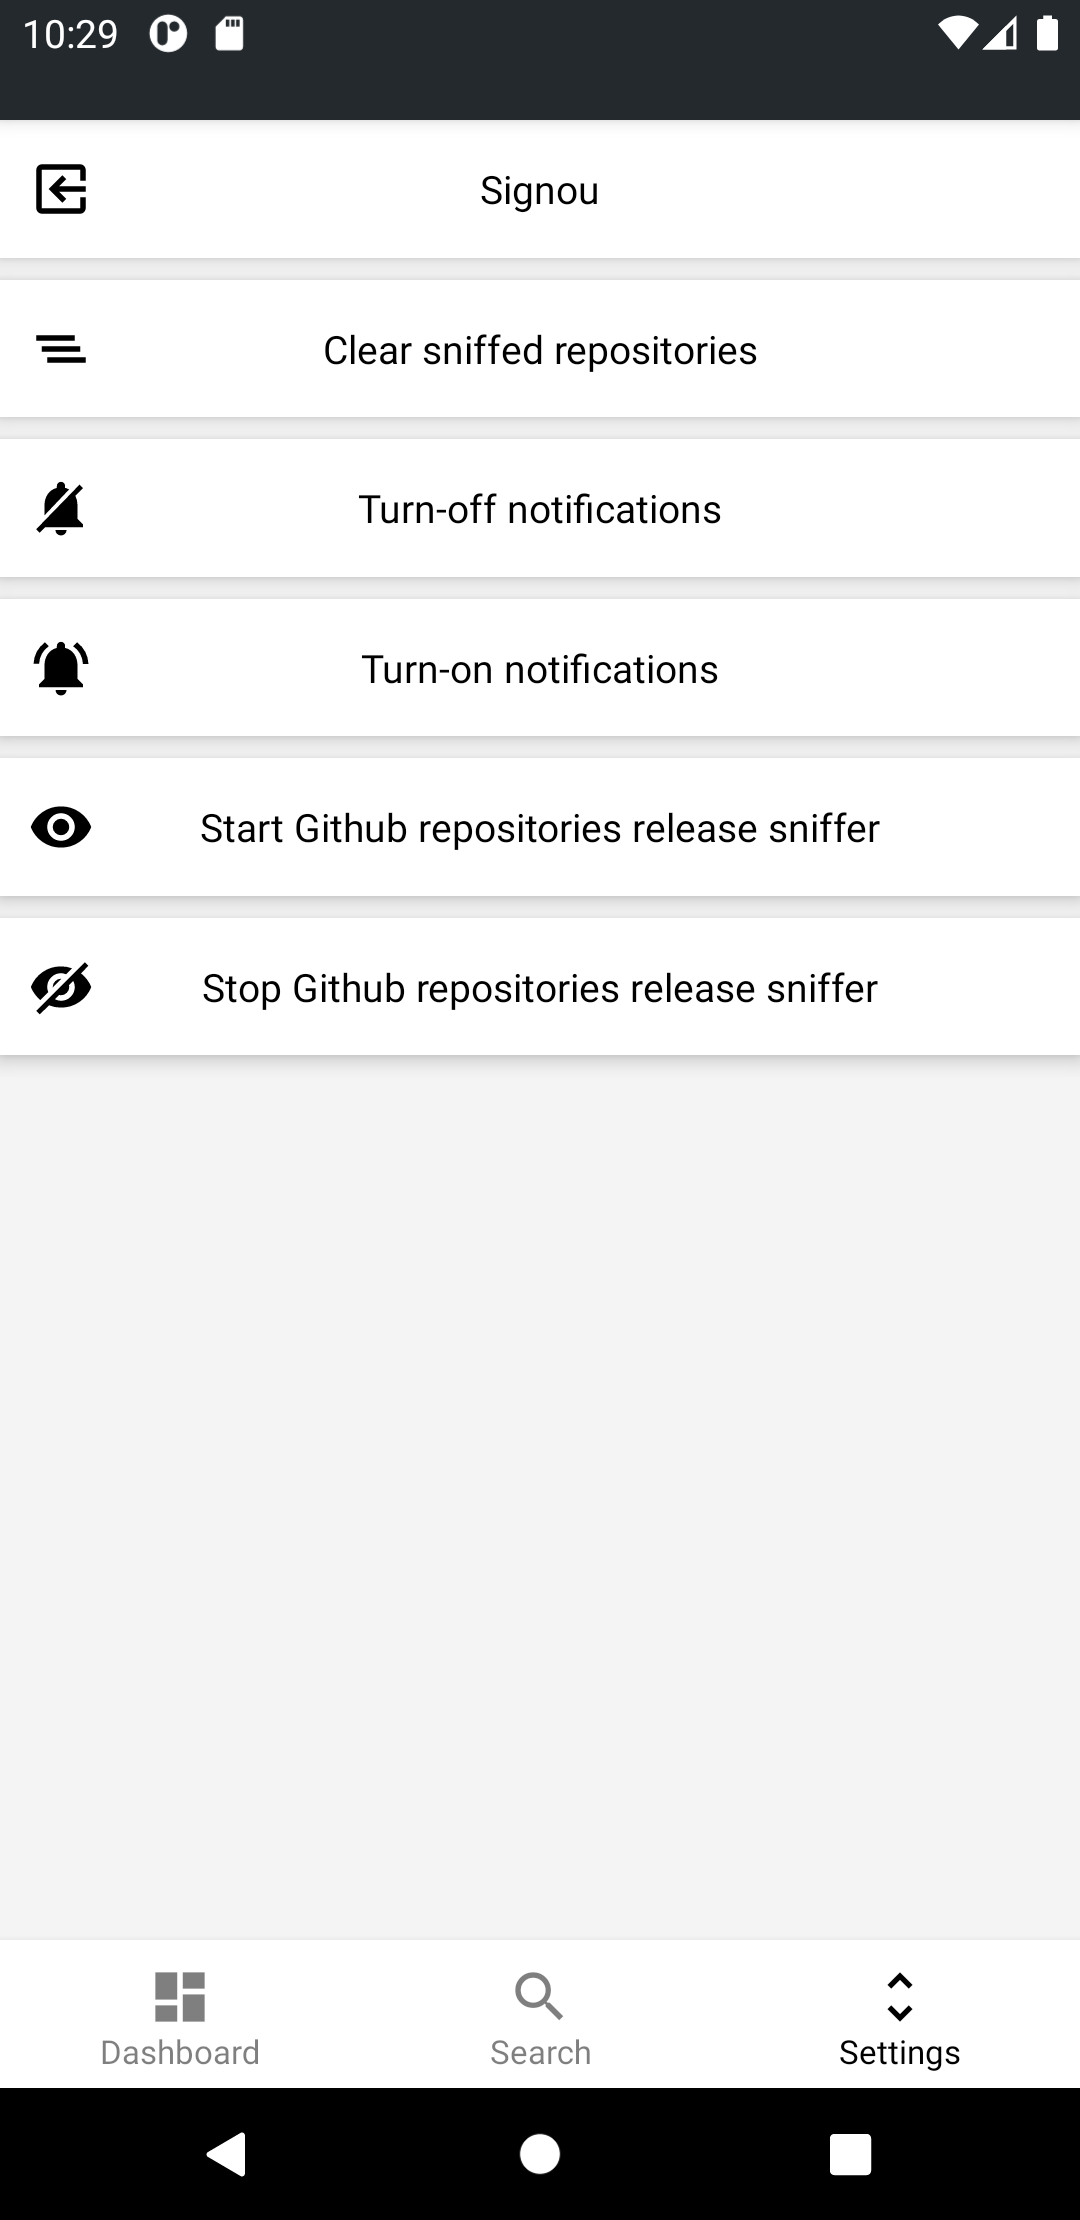 10:29
Signou
Clear sniffed repositories
Turn-off notifications
Turn-on notifications
Start Github repositories release sniffer
Stop Github repositories release sniffer
Dashboard
Search
Settings